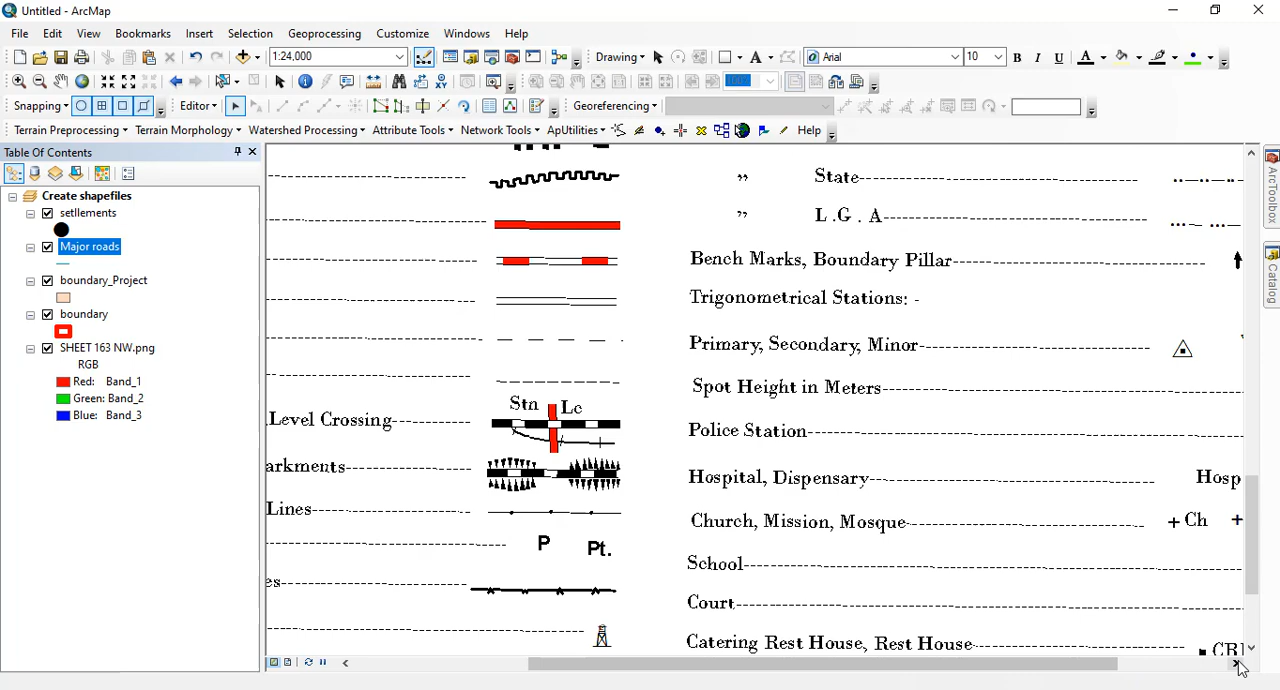 Untitled - ArcMap
File Edit View Bookmarks Insert Selection Geoprocessing Customize Windows Help
1:24,000 Drawing Arial 10 B I U A
Snapping Editor Georeferencing
Terrain Preprocessing Terrain Morphology Watershed Processing Attribute Tools Network Tools ApUtilities Help
Table Of Contents
Create shapefiles
setllements
Major roads
boundary_Project
boundary
SHEET 163 NW.png
RGB
Red: Band_1
Green: Band_2
Blue: Band_3
,, State
,, L.G.A
Bench Marks, Boundary Pillar
Trigonometrical Stations: -
Primary, Secondary, Minor
Spot Height in Meters
Stn Lc
Level Crossing
Police Station
arkments
Hospital, Dispensary Hosp
Lines
Church, Mission, Mosque +Ch +
P Pt.
School
es
Court
Catering Rest House, Rest House
ArcToolbox
Catalog